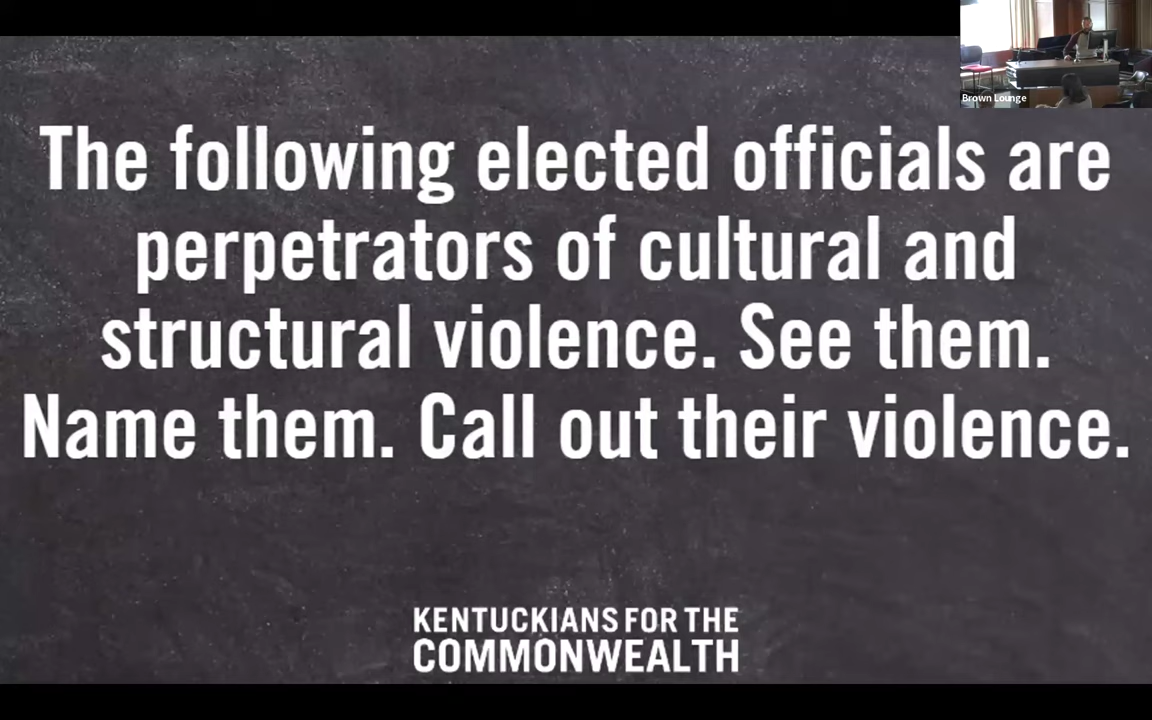 Brown Lounge
The following elected officials are
perpetrators of cultural and
structural violence. See them.
Name them. Call out their violence.
KENTUCKIANS FOR THE
COMMONWEALTH